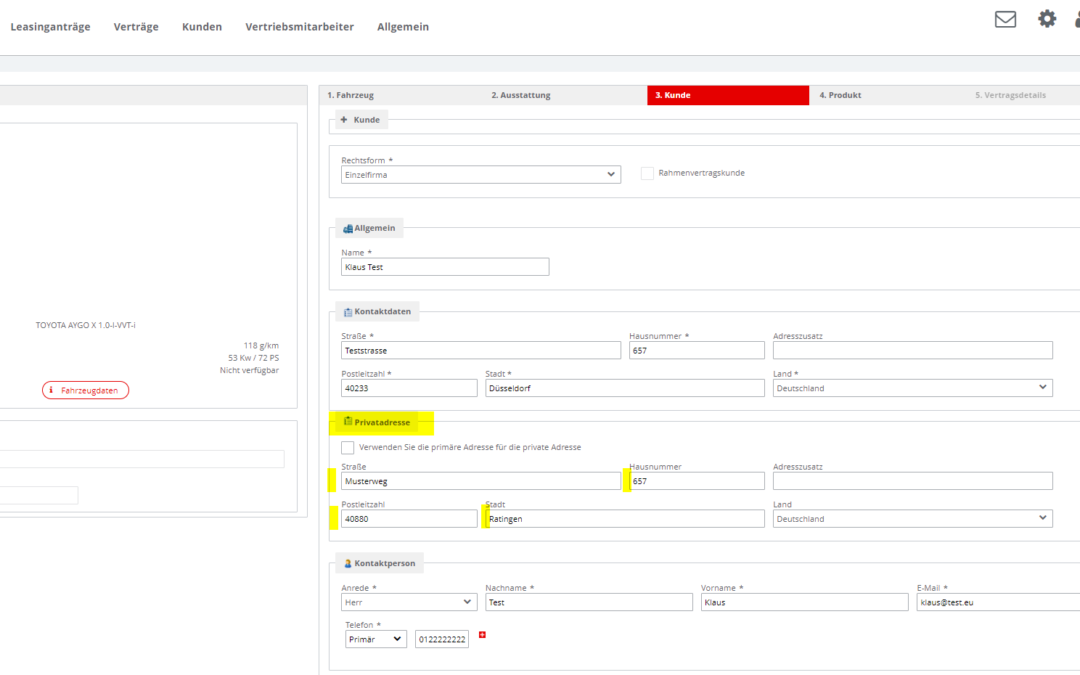 Leasinganträge Verträge Kunden Vertriebsmitarbeiter Allgemein
TOYOTA AYGO X 1.0-I-VVT-i
118 g/km
53 Kw / 72 PS
Nicht verfügbar
Fahrzeugdaten
1. Fahrzeug 2. Ausstattung 3. Kunde 4. Produkt 5. Vertragsdetails
Kunde
Rechtsform *
Einzelfirma
Rahmenvertragskunde
Allgemein
Name *
Klaus Test
Kontaktdaten
Straße * Hausnummer * Adresszusatz
Teststrasse 657
Postleitzahl * Stadt * Land *
40233 Düsseldorf Deutschland
Privatadresse
Verwenden Sie die primäre Adresse für die private Adresse
Straße Hausnummer Adresszusatz
Musterweg 657
Postleitzahl Stadt Land
40880 Ratingen Deutschland
Kontaktperson
Anrede * Nachname * Vorname * E-Mail *
Herr Test Klaus klaus@test.eu
Telefon *
Primär 0122222222